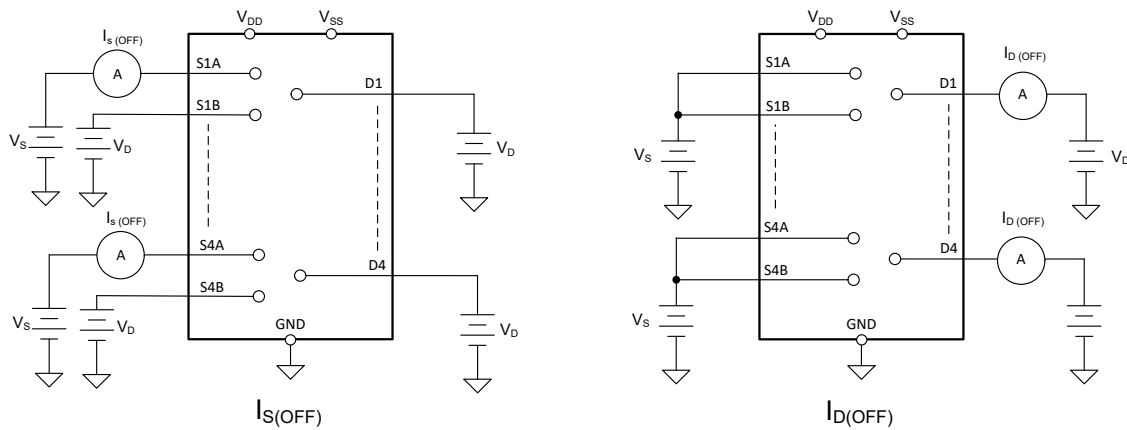 VDD
VSS
Is (OFF)
A
S1A
D1
S1B
VS
VD
VD
Is (OFF)
A
S4A
D4
S4B
VS
VD
VD
GND
IS(OFF)
VDD
VSS
S1A
ID (OFF)
D1
A
S1B
VS
VD
S4A
ID (OFF)
D4
A
S4B
VS
GND
ID(OFF)